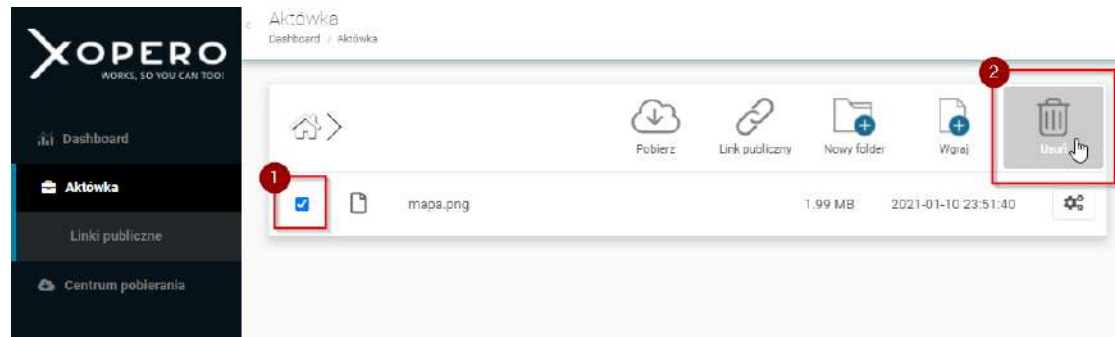 XOPERO
WORKS, SO YOU CAN TOO!
Dashboard
Aktówka
Linki publiczne
Centrum pobierania
Aktówka
Dashboard / Aktówka
2
Pobierz
Link publiczny
Nowy folder
Wgraj
Usuń
1
mapa.png
1.99 MB
2021-01-10 23:51:40